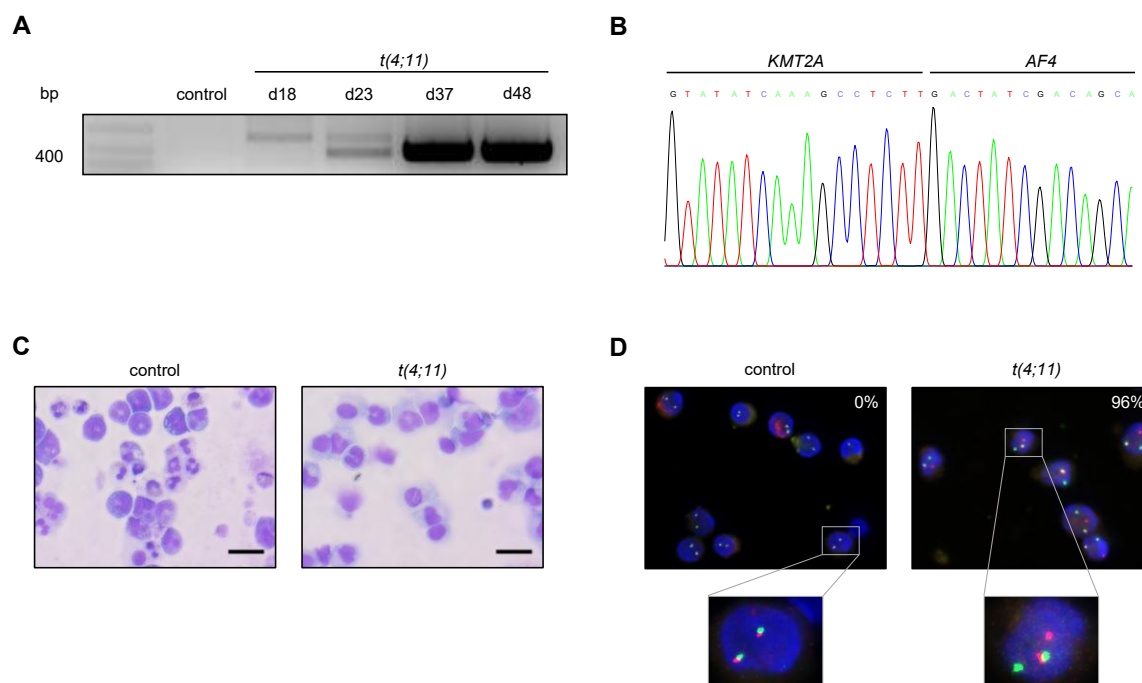 A
t(4;11)
bp control d18 d23 d37 d48
400
B
KMT2A AF4
G T A T A T C A A A G C C T C T T G A C T A T C G A C A G C A
C
control t(4;11)
D
control t(4;11)
0% 96%